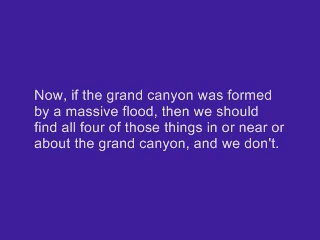 Now, if the grand canyon was formed
by a massive flood, then we should
find all four of those things in or near or
about the grand canyon, and we don't.